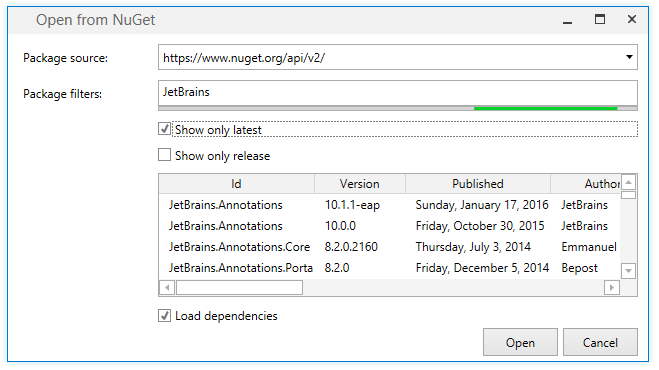 Open from NuGet
Package source: https://www.nuget.org/api/v2/
Package filters: JetBrains
Show only latest
Show only release
Id Version Published Author
JetBrains.Annotations 10.1.1-eap Sunday, January 17, 2016 JetBrains
JetBrains.Annotations 10.0.0 Friday, October 30, 2015 JetBrains
JetBrains.Annotations.Core 8.2.0.2160 Thursday, July 3, 2014 Emmanuel
JetBrains.Annotations.Porta 8.2.0 Friday, December 5, 2014 Bepost
Load dependencies
Open Cancel